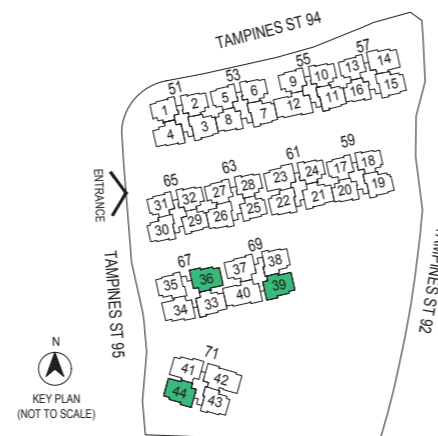 TAMPINES ST 94
51
53
55
57
1 2 5 6 9 10 13 14
4 3 8 7 12 11 16 15
65
63
61
59
31 32 27 28 23 24 17 18
30 29 26 25 22 21 20 19
ENTRANCE
67
69
35 36 37 38
34 33 40 39
TAMPINES ST 95
TAMPINES ST 92
71
41 42
44 43
N
KEY PLAN
(NOT TO SCALE)